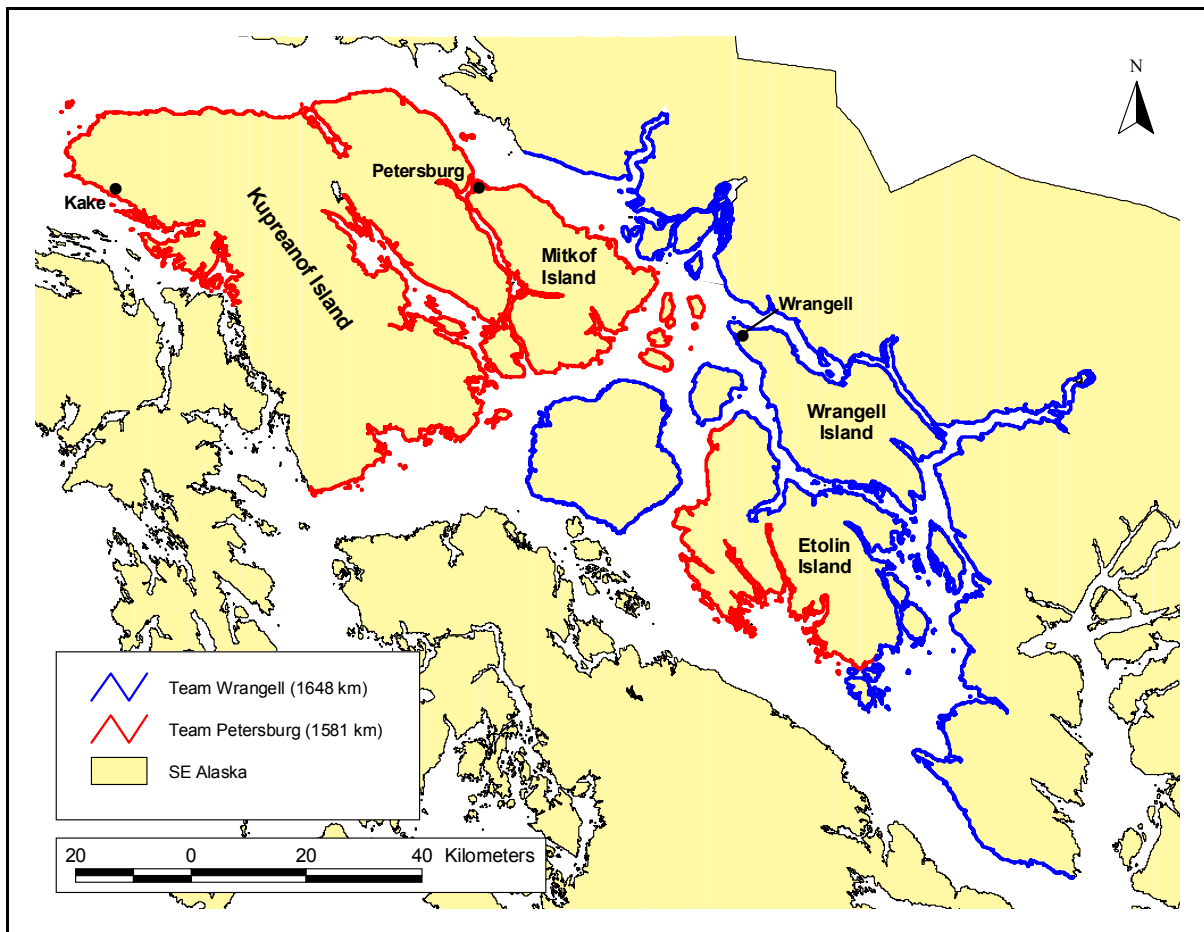 N
Petersburg
Kake
Kupreanof Island
Mitkof
Island
Wrangell
Wrangell
Island
Etolin
Island
Team Wrangell (1648 km)
Team Petersburg (1581 km)
SE Alaska
20 0 20 40 Kilometers